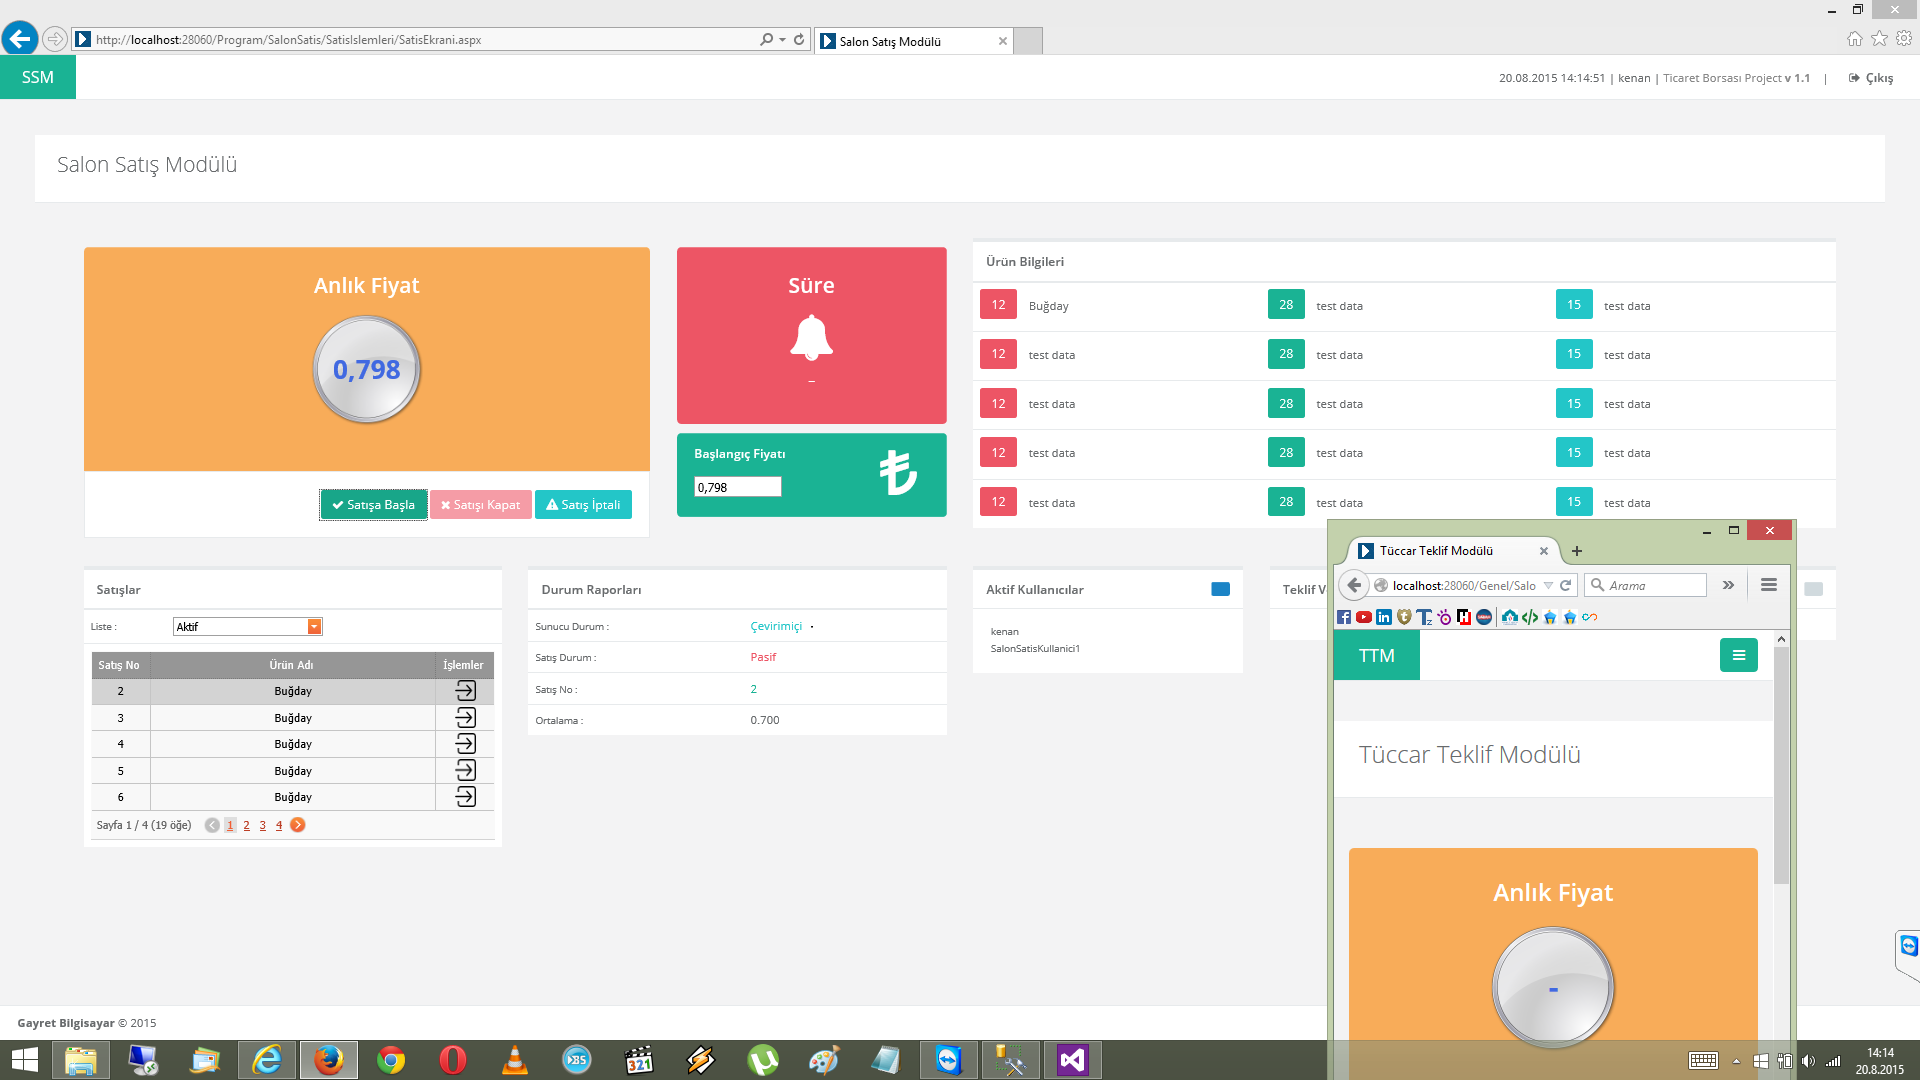 http://localhost:28060/Program/SalonSatis/SatisIslemleri/SatisEkrani.aspx
Salon Satış Modülü
SSM
20.08.2015 14:14:51 | kenan | Ticaret Borsası Project v 1.1 | Çıkış
Salon Satış Modülü
Anlık Fiyat
0,798
Satışa Başla
Satışı Kapat
Satış İptali
Süre
_
Başlangıç Fiyatı
0,798
Ürün Bilgileri
12 Buğday 28 test data 15 test data
12 test data 28 test data 15 test data
12 test data 28 test data 15 test data
12 test data 28 test data 15 test data
12 test data 28 test data 15 test data
Satışlar
Liste : Aktif
Satış No Ürün Adı İşlemler
2 Buğday
3 Buğday
4 Buğday
5 Buğday
6 Buğday
Sayfa 1 / 4 (19 öğe) 1 2 3 4
Durum Raporları
Sunucu Durum : Çevirimiçi
Satış Durum : Pasif
Satış No : 2
Ortalama : 0.700
Aktif Kullanıcılar
kenan
SalonSatisKullanici1
Teklif V
Tüccar Teklif Modülü
localhost:28060/Genel/Salo
Arama
TTM
Tüccar Teklif Modülü
Anlık Fiyat
-
Gayret Bilgisayar © 2015
BS
321
14:14
20.8.2015